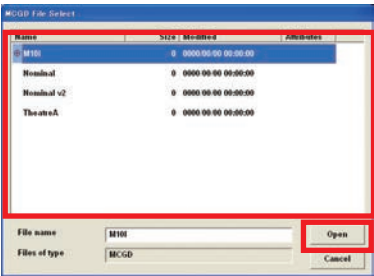 MCGD File Select
Name Size Modified Attributes
M101 0 0000/00/00 00:00:00
Nominal 0 0000/00/00 00:00:00
Nominal v2 0 0000/00/00 00:00:00
TheatreA 0 0000/00/00 00:00:00
File name M101 Open
Files of type MCGD Cancel